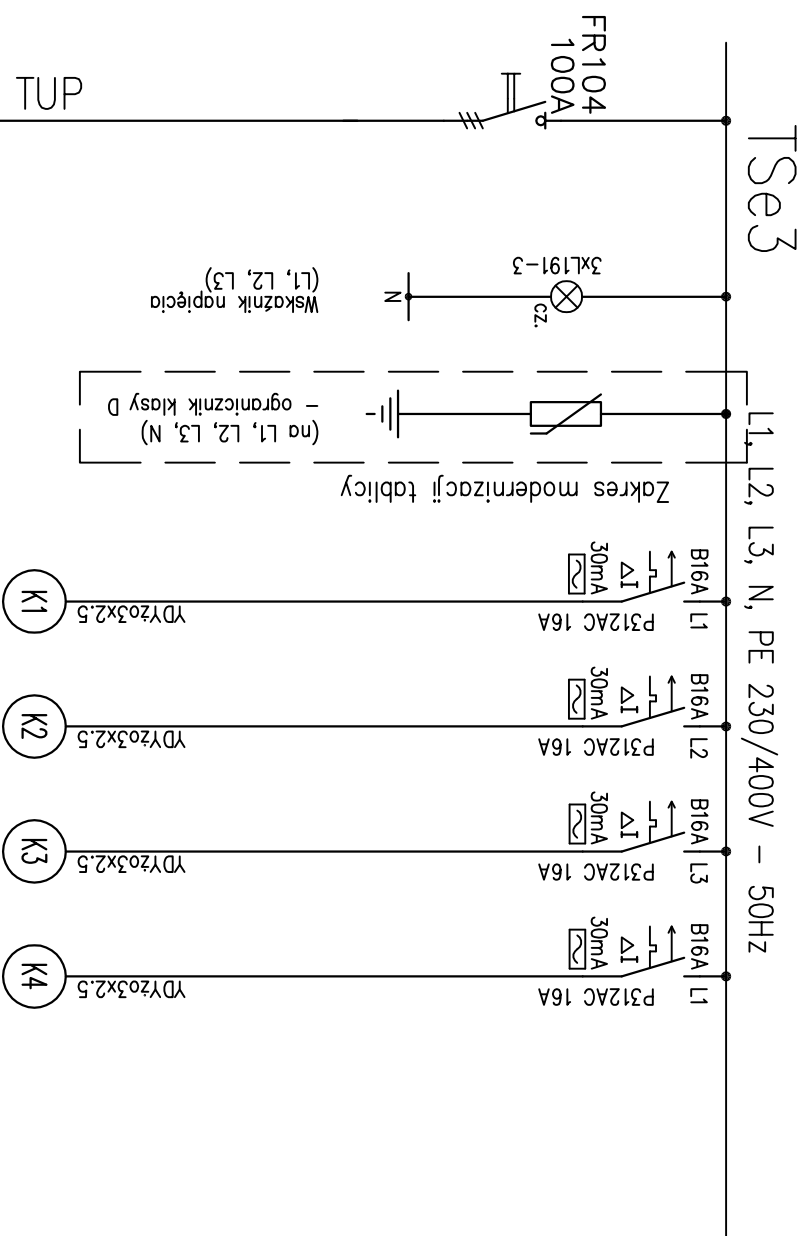 TSe3
L1, L2, L3, N, PE 230/400V – 50Hz
FR104
100A
TUP
3xL191-3
cz.
N
Wskaźnik napięcia
(L1, L2, L3)
– ogranicznik klasy D
(na L1, L2, L3, N)
Zakres modernizacji tablicy
B16A
L1
30mA
ΔI
P312AC 16A
YDYżo3x2.5
K1
B16A
L2
30mA
ΔI
P312AC 16A
YDYżo3x2.5
K2
B16A
L3
30mA
ΔI
P312AC 16A
YDYżo3x2.5
K3
B16A
L1
30mA
ΔI
P312AC 16A
YDYżo3x2.5
K4